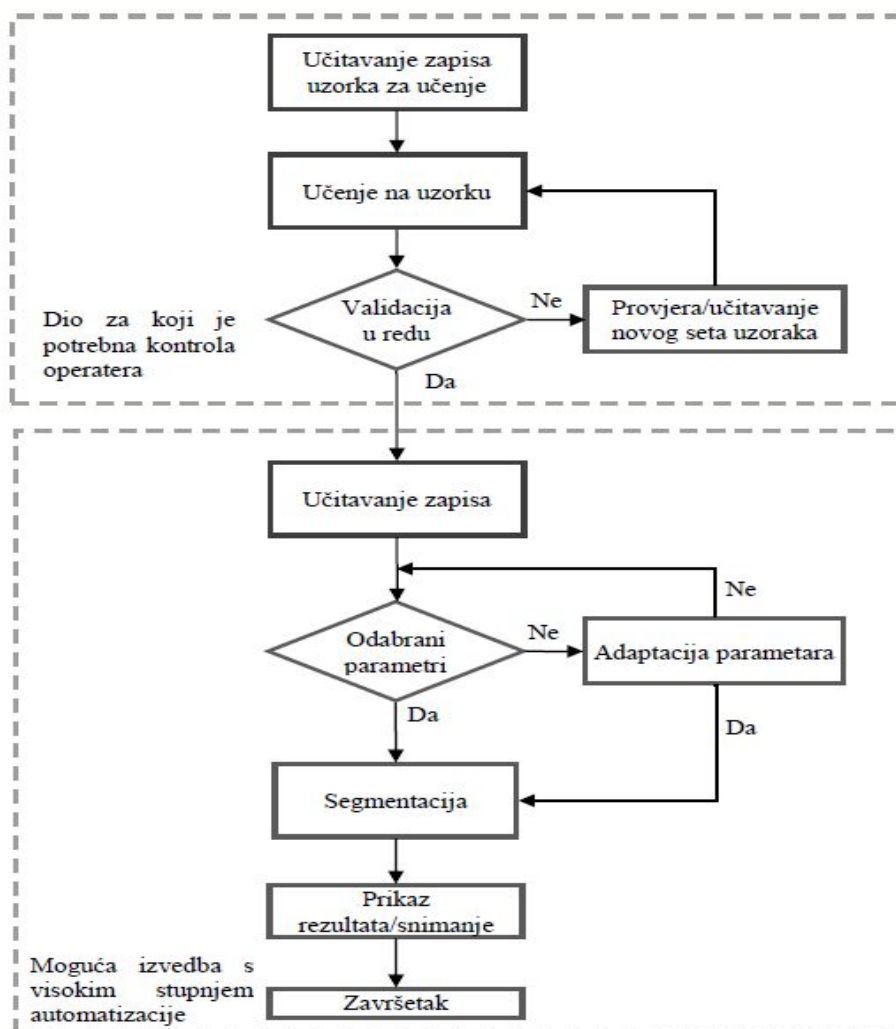 Učitavanje zapisa
uzorka za učenje
Učenje na uzorku
Validacija
u redu
Ne
Provjera/učitavanje
novog seta uzoraka
Dio za koji je
potrebna kontrola
operatera
Da
Učitavanje zapisa
Ne
Odabrani
parametri
Ne
Adaptacija parametara
Da
Da
Segmentacija
Prikaz
rezultata/snimanje
Moguća izvedba s
visokim stupnjem
automatizacije
Završetak